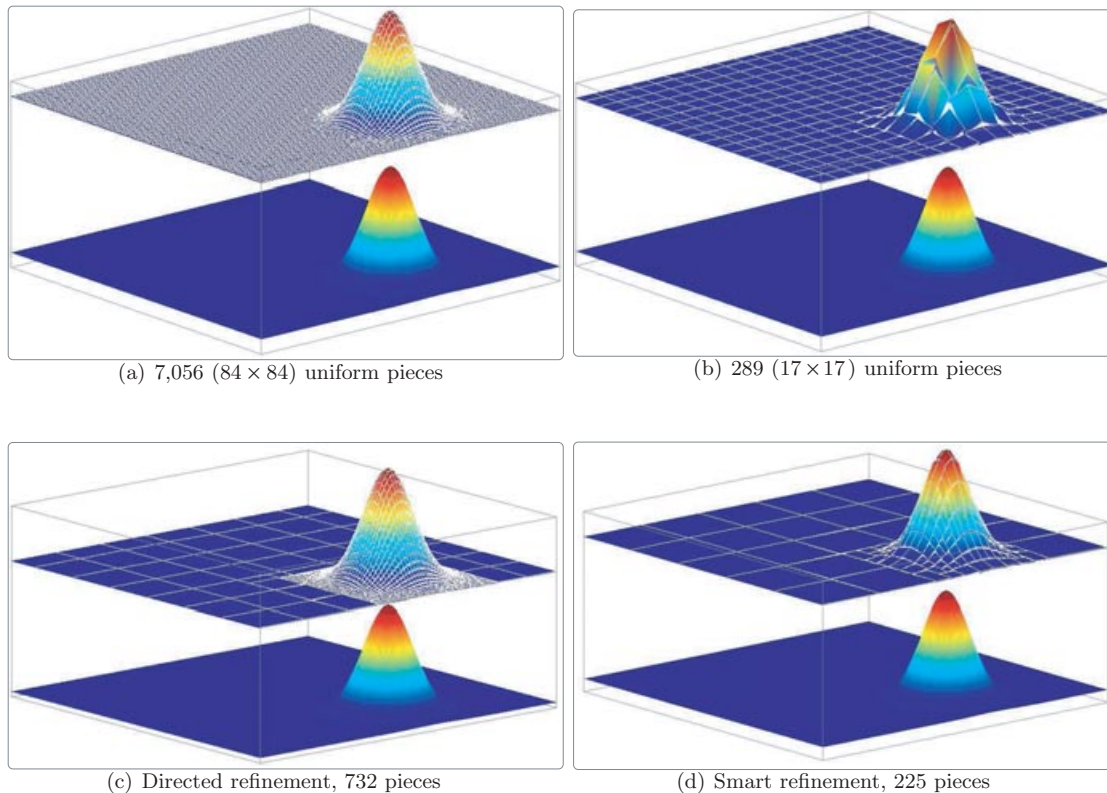 (a) 7,056 (84 × 84) uniform pieces
(b) 289 (17×17) uniform pieces
(c) Directed refinement, 732 pieces
(d) Smart refinement, 225 pieces